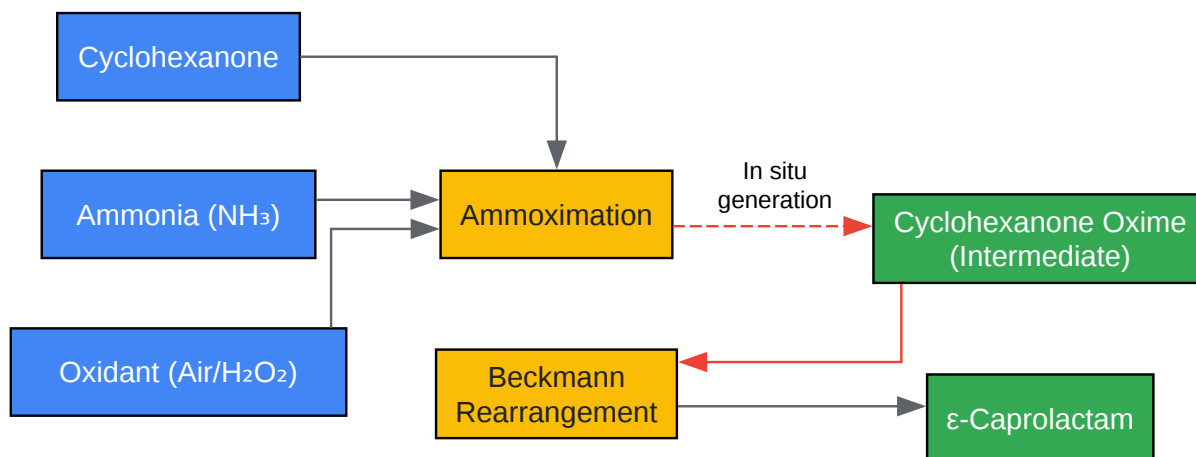 Cyclohexanone
Ammonia (NH₃)
Oxidant (Air/H₂O₂)
Ammoximation
In situ
generation
Cyclohexanone Oxime
(Intermediate)
Beckmann
Rearrangement
ε-Caprolactam